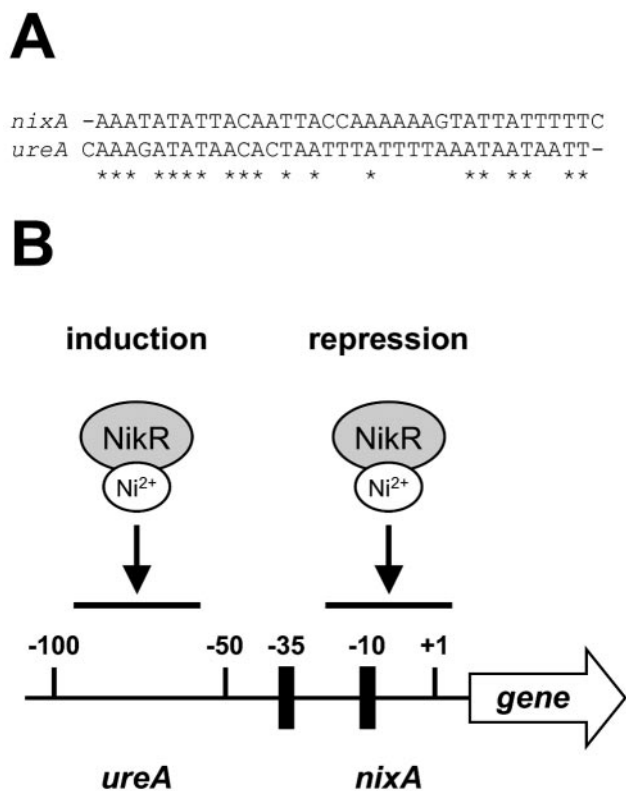 A
nixA -AAATATATTACAATTACCAAAAAAGTATTATTTTTC
ureA CAAAGATATAACACTAATTTATTTTAAATAATAATT-
*** **** *** * * * ** ** **
B
induction repression
NikR NikR
Ni2+ Ni2+
-100 -50 -35 -10 +1
gene
ureA nixA